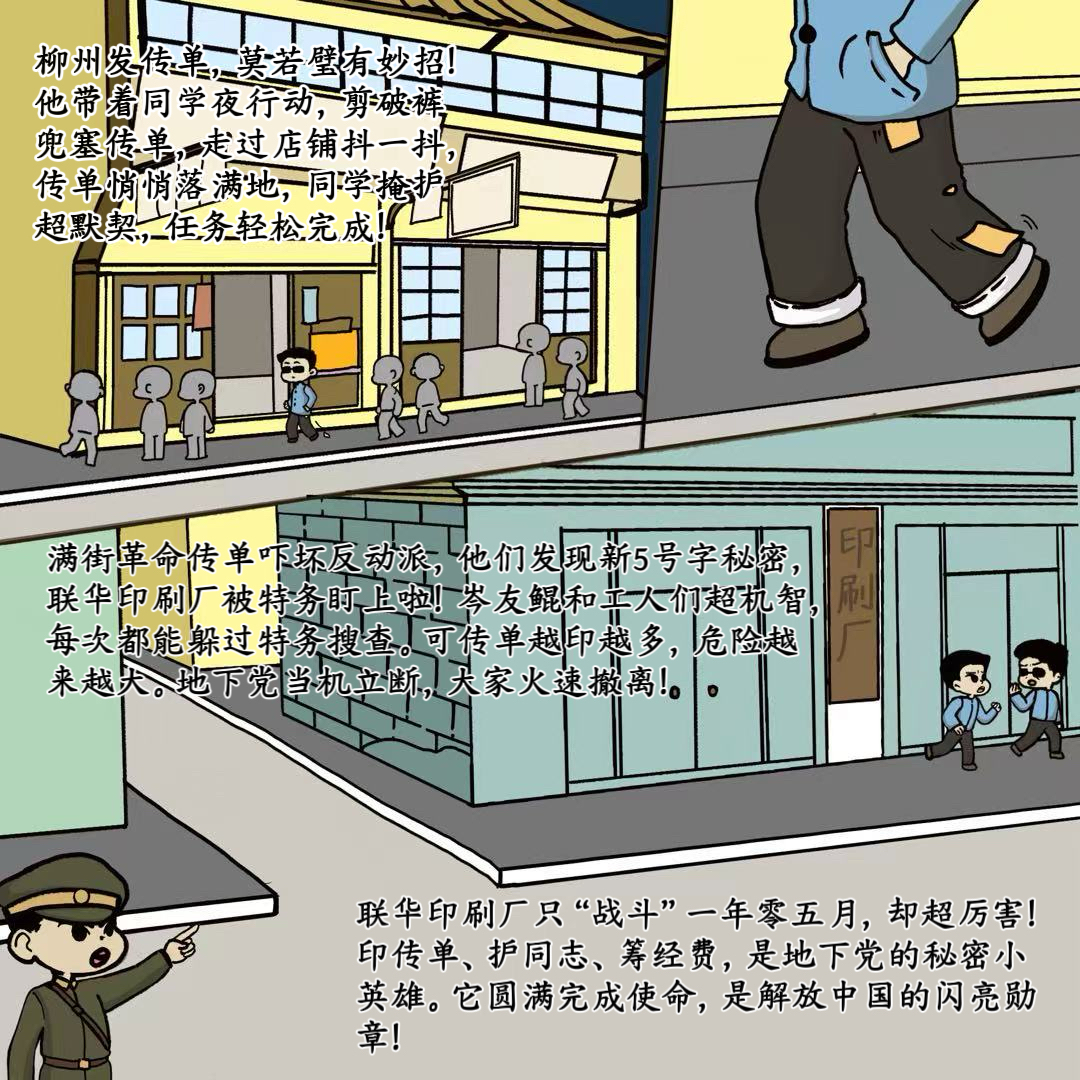 柳州发传单，莫若璧有妙招！
他带着同学夜行动，剪破裤
兜塞传单，走过店铺抖一抖，
传单悄悄落满地，同学掩护
超默契，任务轻松完成！
满街革命传单吓坏反动派，他们发现新5号字秘密，
联华印刷厂被特务盯上啦！岑友鲲和工人们超机智，
每次都能躲过特务搜查。可传单越印越多，危险越
来越大。地下党当机立断，大家火速撤离！
印刷厂
联华印刷厂只“战斗”一年零五月，却超厉害！
印传单、护同志、筹经费，是地下党的秘密小
英雄。它圆满完成使命，是解放中国的闪亮勋
章！